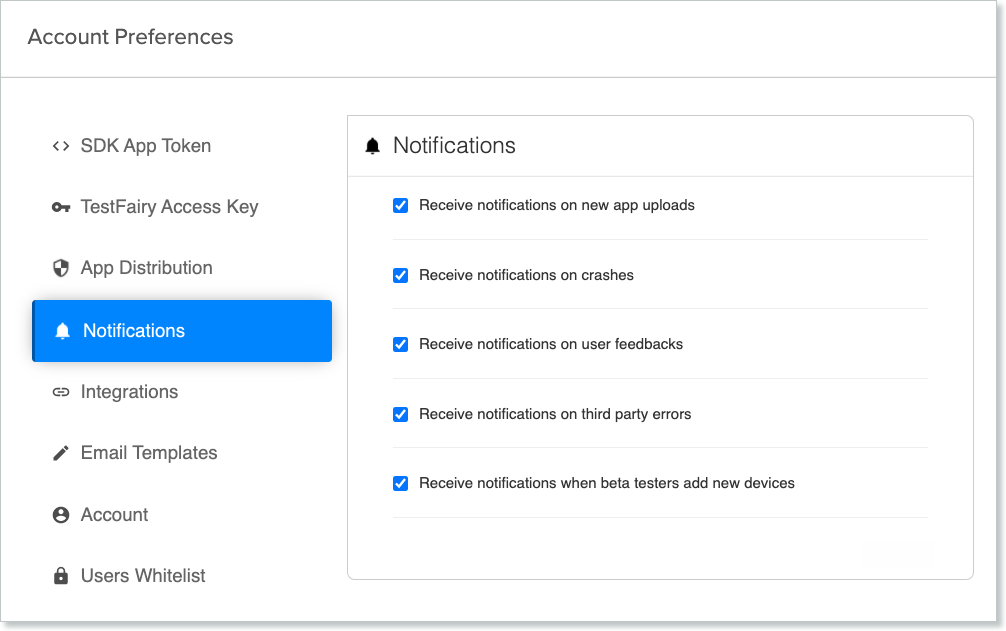 Account Preferences
SDK App Token
TestFairy Access Key
App Distribution
Notifications
Integrations
Email Templates
Account
Users Whitelist
Notifications
Receive notifications on new app uploads
Receive notifications on crashes
Receive notifications on user feedbacks
Receive notifications on third party errors
Receive notifications when beta testers add new devices